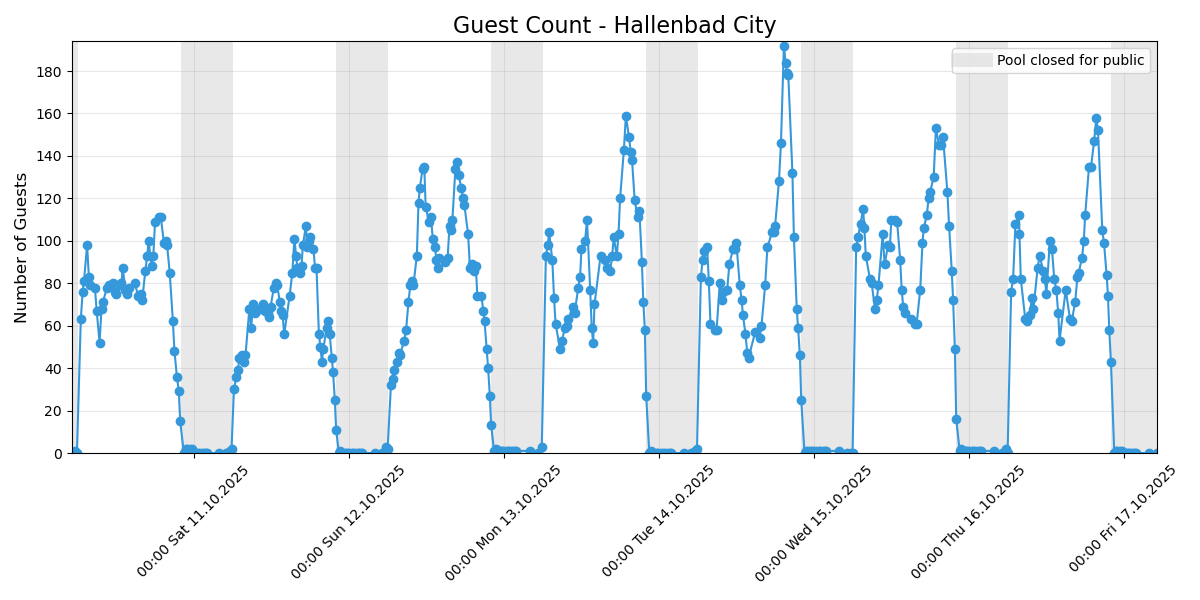 Guest Count - Hallenbad City
Pool closed for public
Number of Guests
180
160
140
120
100
80
60
40
20
0
00:00 Sat 11.10.2025
00:00 Sun 12.10.2025
00:00 Mon 13.10.2025
00:00 Tue 14.10.2025
00:00 Wed 15.10.2025
00:00 Thu 16.10.2025
00:00 Fri 17.10.2025